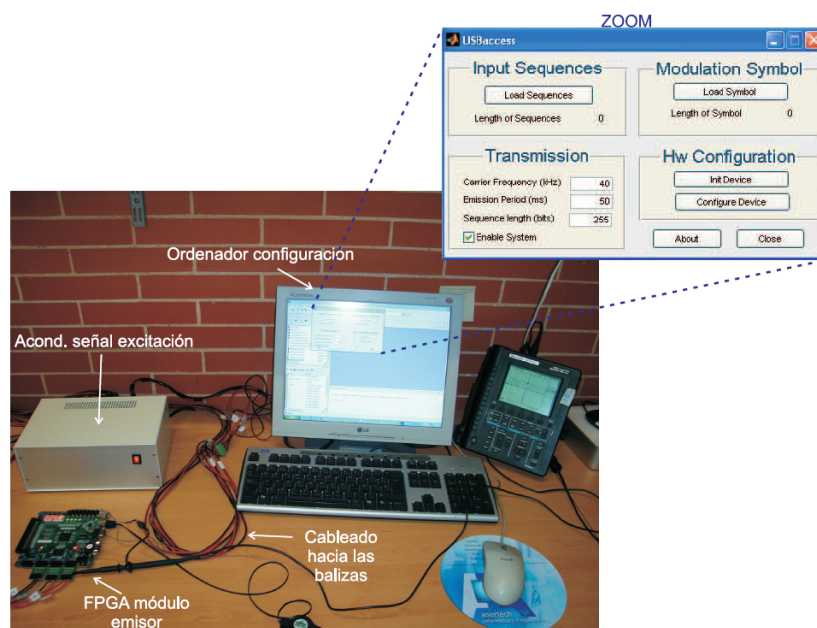 ZOOM
USBaccess
Input Sequences
Load Sequences
Length of Sequences 0
Modulation Symbol
Load Symbol
Length of Symbol 0
Transmission
Carrier Frequency (kHz) 40
Emission Period (ms) 50
Sequence length (bits) 255
Enable System
Hw Configuration
Init Device
Configure Device
About Close
Ordenador configuración
Acond. señal excitación
LG
Cableado
hacia las
balizas
FPGA módulo
emisor